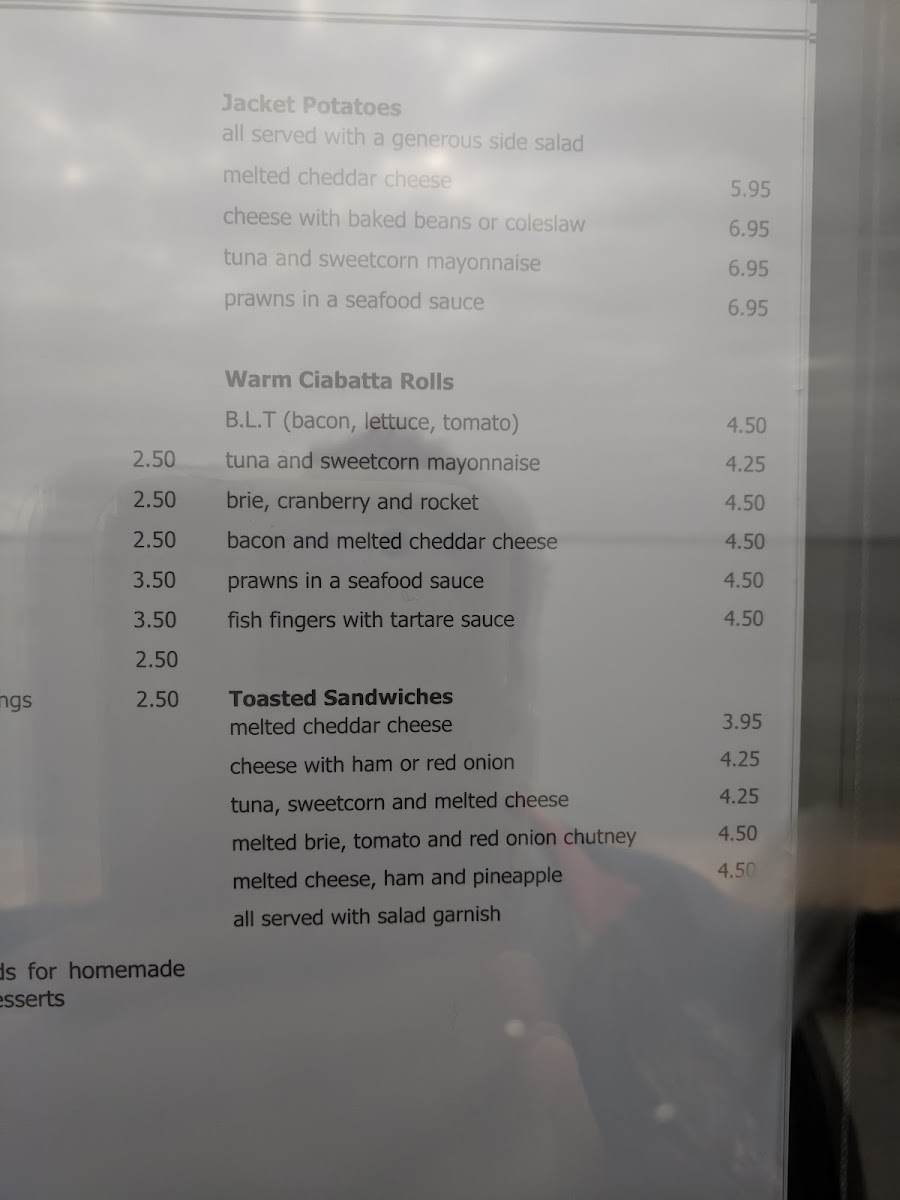 Jacket Potatoes
all served with a generous side salad
melted cheddar cheese 5.95
cheese with baked beans or coleslaw 6.95
tuna and sweetcorn mayonnaise 6.95
prawns in a seafood sauce 6.95
Warm Ciabatta Rolls
B.L.T (bacon, lettuce, tomato) 4.50
2.50 tuna and sweetcorn mayonnaise 4.25
2.50 brie, cranberry and rocket 4.50
2.50 bacon and melted cheddar cheese 4.50
3.50 prawns in a seafood sauce 4.50
3.50 fish fingers with tartare sauce 4.50
2.50
ngs 2.50 Toasted Sandwiches
melted cheddar cheese 3.95
cheese with ham or red onion 4.25
tuna, sweetcorn and melted cheese 4.25
melted brie, tomato and red onion chutney 4.50
melted cheese, ham and pineapple 4.50
all served with salad garnish
ds for homemade
esserts